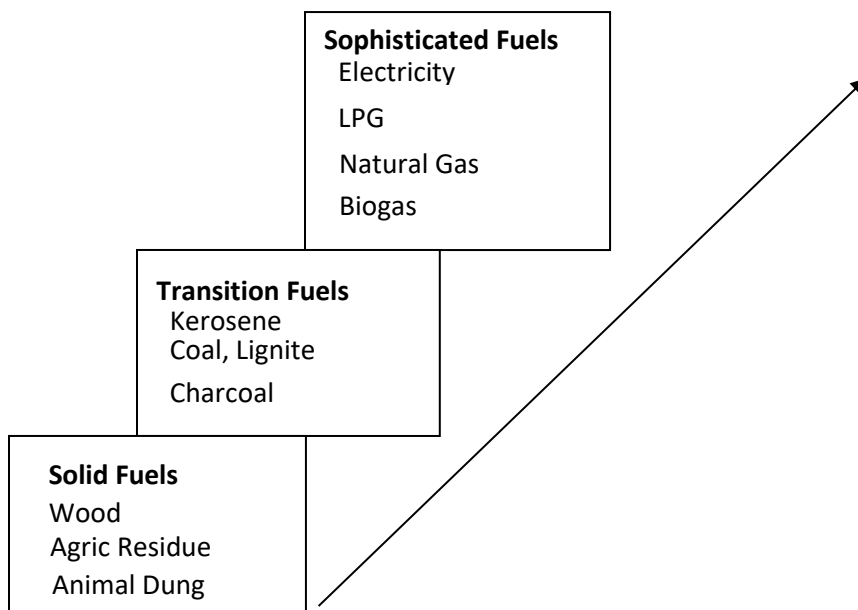 Sophisticated Fuels
Electricity
LPG
Natural Gas
Biogas
Transition Fuels
Kerosene
Coal, Lignite
Charcoal
Solid Fuels
Wood
Agric Residue
Animal Dung